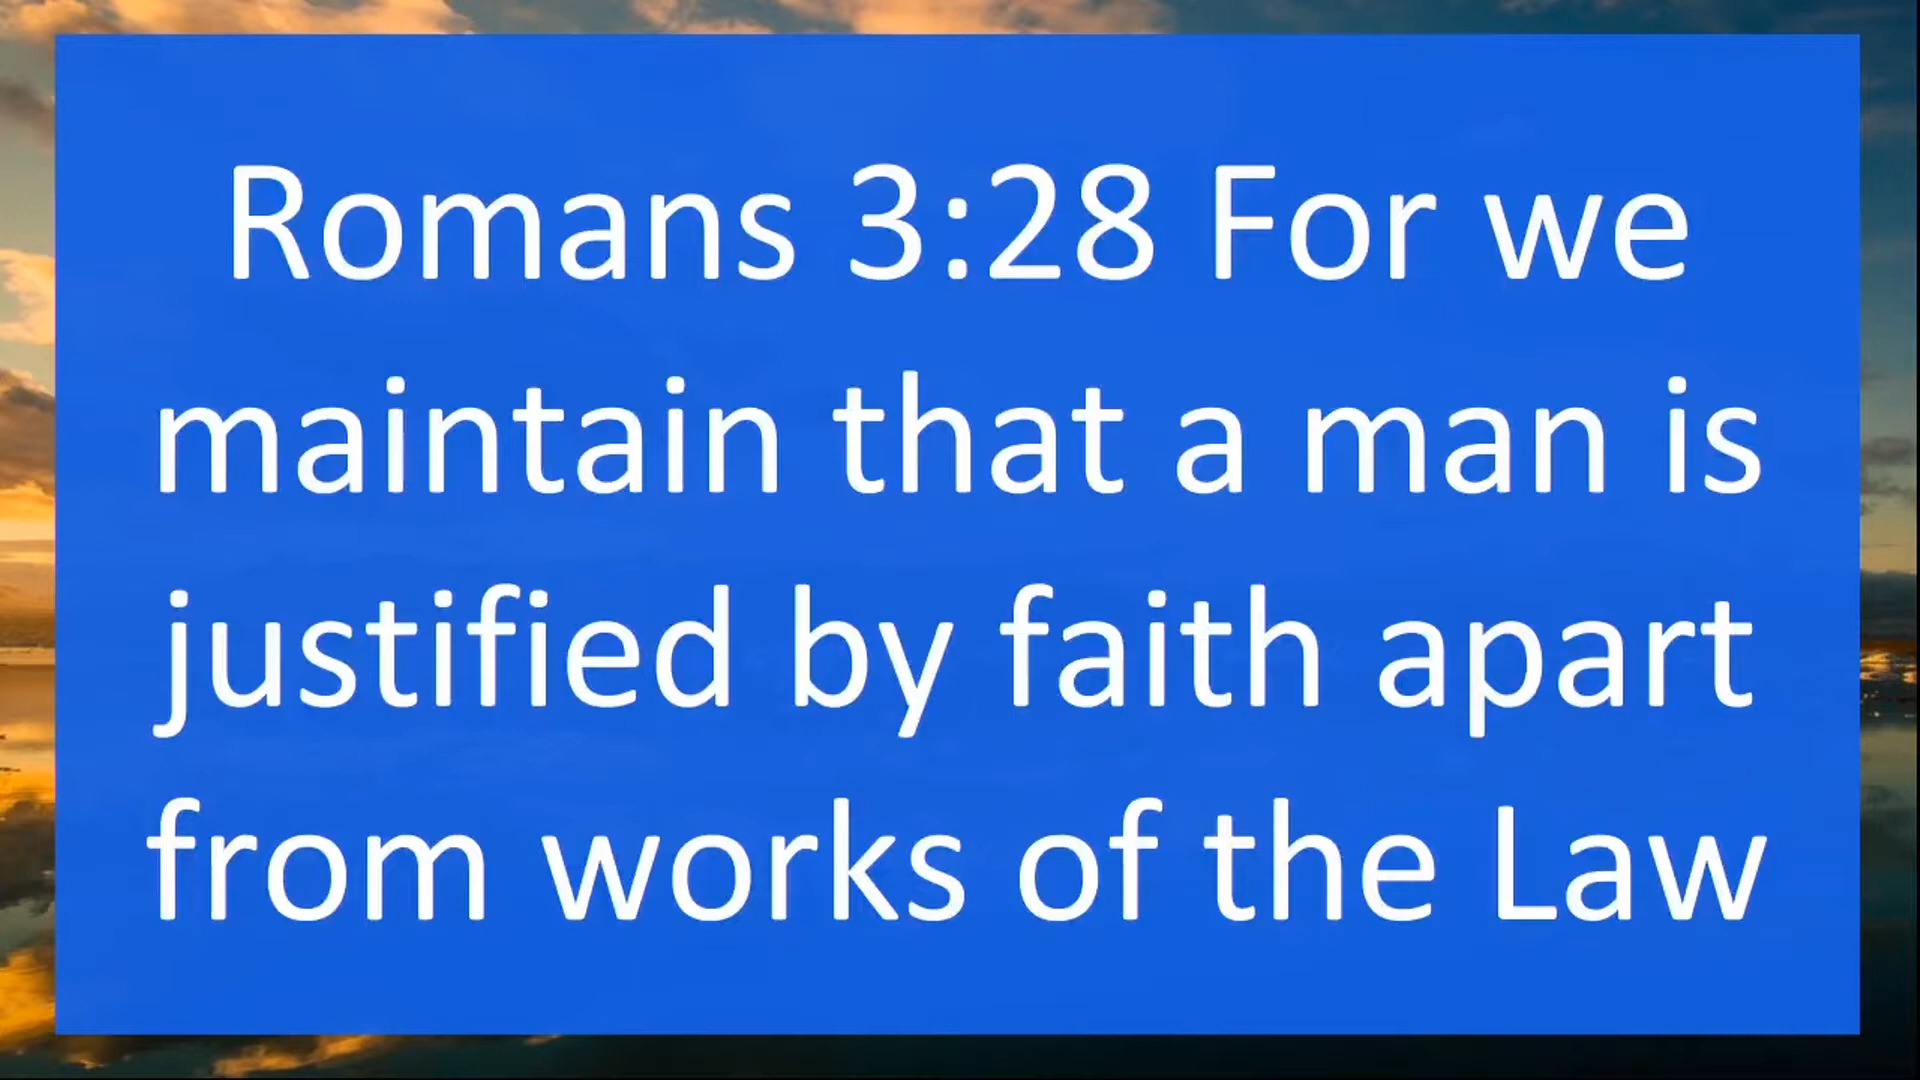 Romans 3:28 For we
maintain that a man is
justified by faith apart
from works of the Law